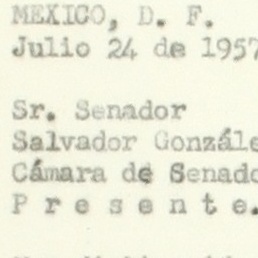 MEXICO, D. F.
Julio 24 de 1957
Sr. Senador
Salvador Gonzále
Cámara de Senado
P r e s e n t e.